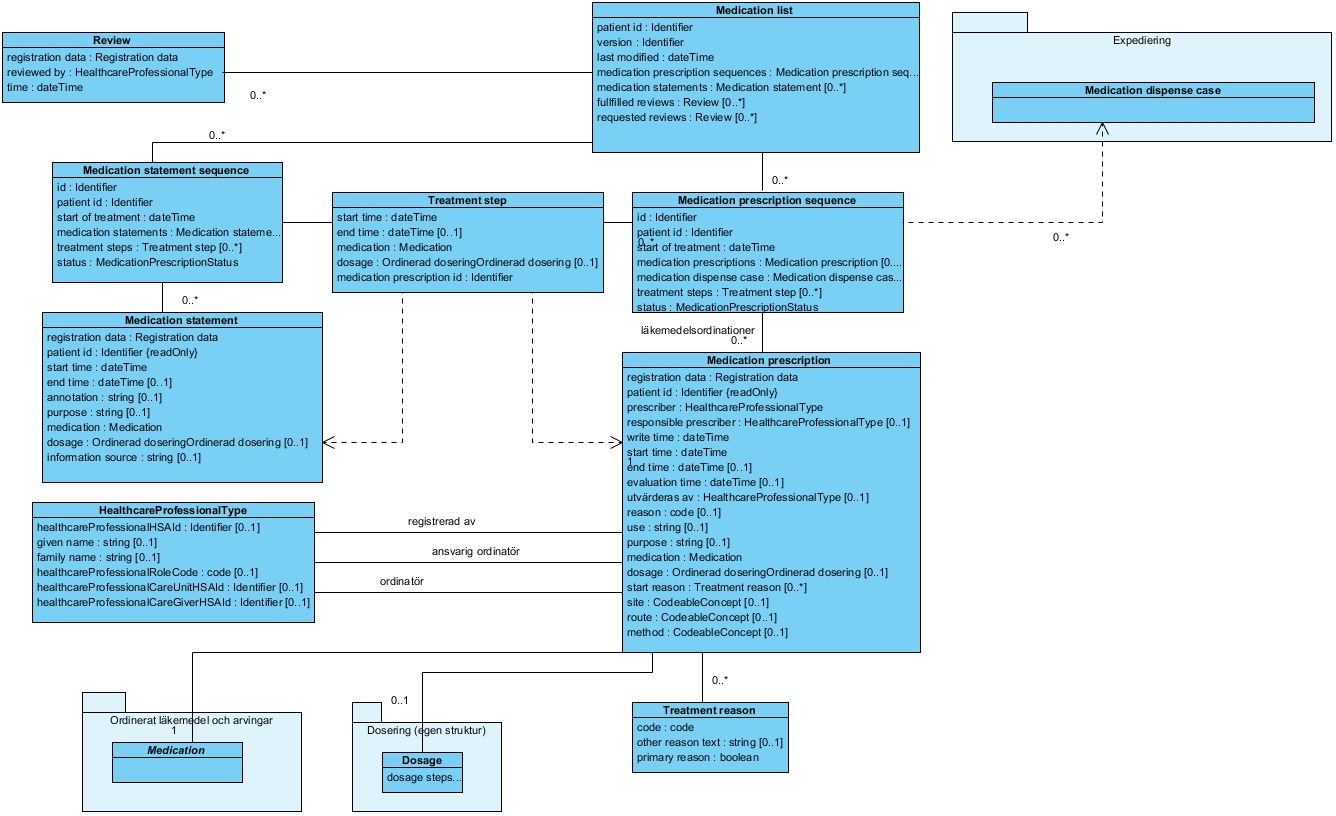 Medication list
patient id : Identifier
version : Identifier
last modified : dateTime
medication prescription sequences : Medication prescription seq...
medication statements : Medication statement [0..*]
fullfilled reviews : Review [0..*]
requested reviews : Review [0..*]
Review
registration data : Registration data
reviewed by : HealthcareProfessionalType
time : dateTime
0..*
Expediering
Medication dispense case
0..*
0..*
0..*
Medication statement sequence
id : Identifier
patient id : Identifier
start of treatment : dateTime
medication statements : Medication stateme...
treatment steps : Treatment step [0..*]
status : MedicationPrescriptionStatus
Treatment step
start time : dateTime
end time : dateTime [0..1]
medication : Medication
dosage : Ordinerad doseringOrdinerad dosering [0..1]
medication prescription id : Identifier
Medication prescription sequence
id : Identifier
patient id : Identifier
0..*
start of treatment : dateTime
medication prescriptions : Medication prescription [0....
medication dispense case : Medication dispense cas...
treatment steps : Treatment step [0..*]
status : MedicationPrescriptionStatus
0..*
läkemedelsordinationer
0..*
Medication statement
registration data : Registration data
patient id : Identifier {readOnly}
start time : dateTime
end time : dateTime [0..1]
annotation : string [0..1]
purpose : string [0..1]
medication : Medication
dosage : Ordinerad doseringOrdinerad dosering [0..1]
information source : string [0..1]
Medication prescription
registration data : Registration data
patient id : Identifier {readOnly}
prescriber : HealthcareProfessionalType
responsible prescriber : HealthcareProfessionalType [0..1]
write time : dateTime
start time : dateTime
1
end time : dateTime [0..1]
evaluation time : dateTime [0..1]
utvärderas av : HealthcareProfessionalType [0..1]
reason : code [0..1]
use : string [0..1]
purpose : string [0..1]
medication : Medication
dosage : Ordinerad doseringOrdinerad dosering [0..1]
start reason : Treatment reason [0..*]
site : CodeableConcept [0..1]
route : CodeableConcept [0..1]
method : CodeableConcept [0..1]
HealthcareProfessionalType
healthcareProfessionalHSAId : Identifier [0..1]
given name : string [0..1]
family name : string [0..1]
healthcareProfessionalRoleCode : code [0..1]
healthcareProfessionalCareUnitHSAId : Identifier [0..1]
healthcareProfessionalCareGiverHSAId : Identifier [0..1]
registrerad av
ansvarig ordinatör
ordinatör
Ordinerat läkemedel och arvingar
1
Medication
0..1
Dosering (egen struktur)
Dosage
dosage steps...
0..*
Treatment reason
code : code
other reason text : string [0..1]
primary reason : boolean